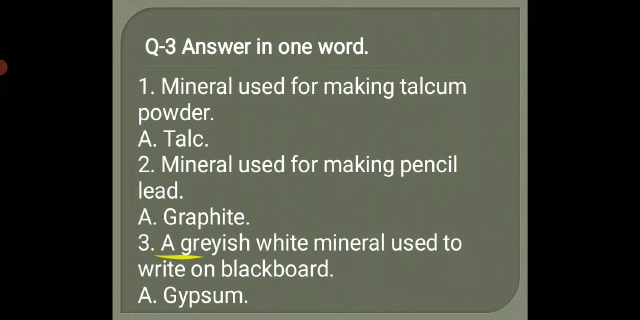 Q-3 Answer in one word.
1. Mineral used for making talcum
powder.
A. Talc.
2. Mineral used for making pencil
lead.
A. Graphite.
3. A greyish white mineral used to
write on blackboard.
A. Gypsum.